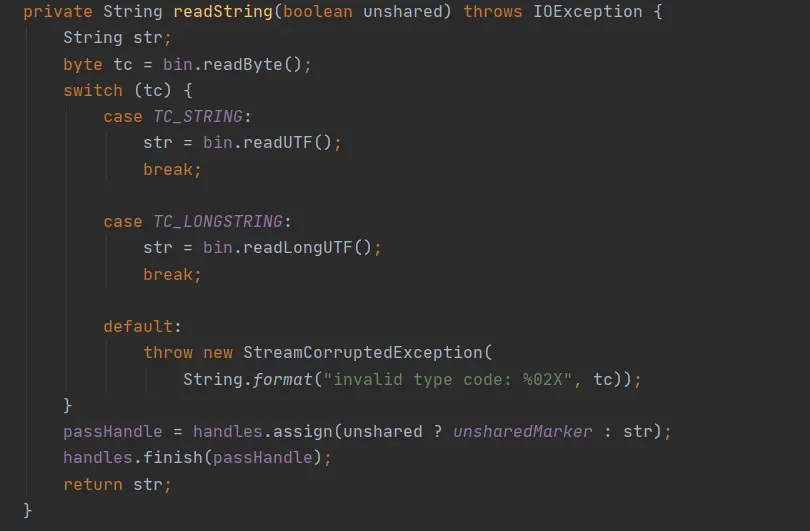 private String readString(boolean unshared) throws IOException {
    String str;
    byte tc = bin.readByte();
    switch (tc) {
        case TC_STRING:
            str = bin.readUTF();
            break;

        case TC_LONGSTRING:
            str = bin.readLongUTF();
            break;

        default:
            throw new StreamCorruptedException(
                String.format("invalid type code: %02X", tc));
    }
    passHandle = handles.assign(unshared ? unsharedMarker : str);
    handles.finish(passHandle);
    return str;
}